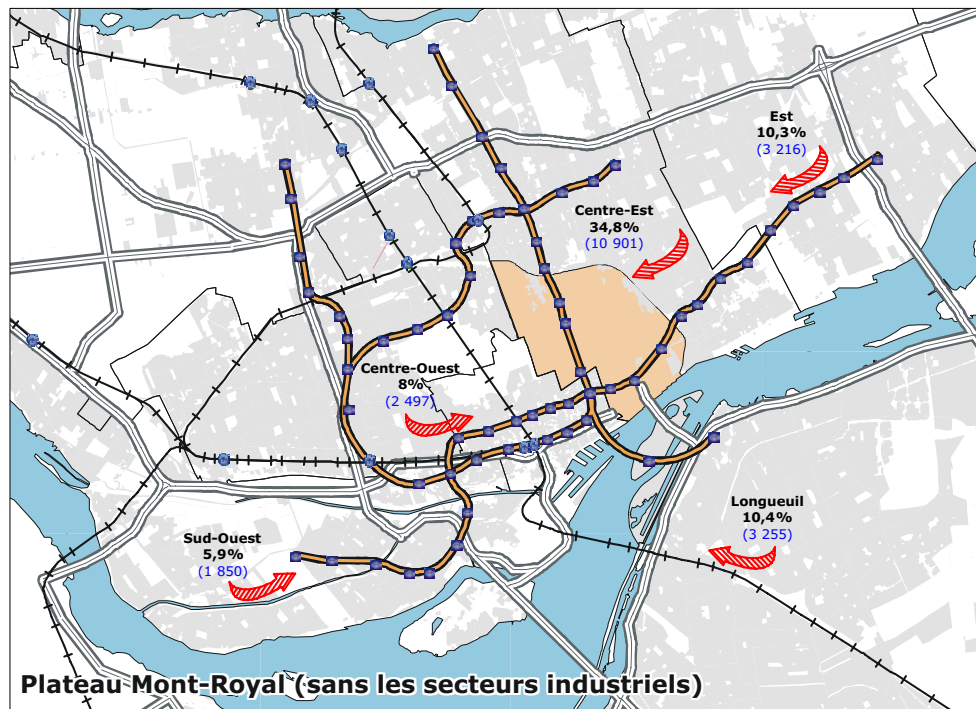 Est
10,3%
(3 216)
Centre-Est
34,8%
(10 901)
Centre-Ouest
8%
(2 497)
Longueuil
10,4%
(3 255)
Sud-Ouest
5,9%
(1 850)
Plateau Mont-Royal (sans les secteurs industriels)